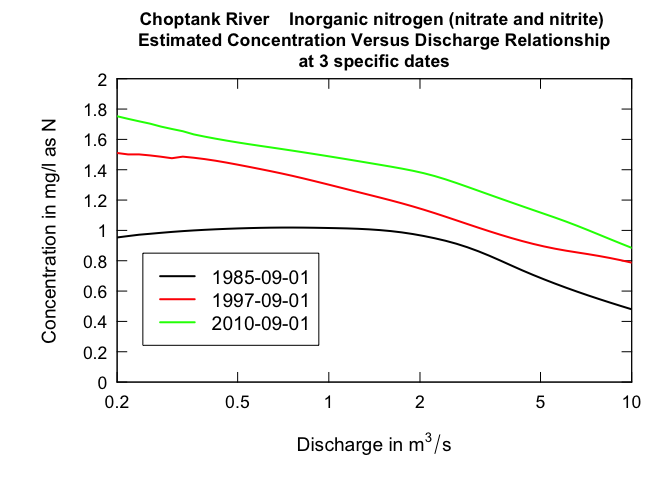 Choptank River    Inorganic nitrogen (nitrate and nitrite)
Estimated Concentration Versus Discharge Relationship
at 3 specific dates
Concentration in mg/l as N
2
1.8
1.6
1.4
1.2
1
0.8
0.6
0.4
0.2
0
1985-09-01
1997-09-01
2010-09-01
0.2 0.5 1 2 5 10
Discharge in m³/s